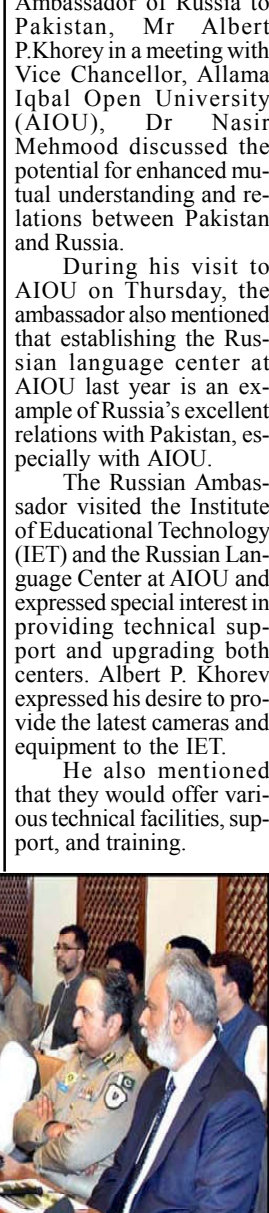 Ambassador of Russia to
Pakistan, Mr Albert
P.Khorey in a meeting with
Vice Chancellor, Allama
Iqbal Open University
(AIOU), Dr Nasir
Mehmood discussed the
potential for enhanced mu-
tual understanding and re-
lations between Pakistan
and Russia.
During his visit to
AIOU on Thursday, the
ambassador also mentioned
that establishing the Rus-
sian language center at
AIOU last year is an ex-
ample of Russia's excellent
relations with Pakistan, es-
pecially with AIOU.
The Russian Ambas-
sador visited the Institute
of Educational Technology
(IET) and the Russian Lan-
guage Center at AIOU and
expressed special interest in
providing technical sup-
port and upgrading both
centers. Albert P. Khorev
expressed his desire to pro-
vide the latest cameras and
equipment to the IET.
He also mentioned
that they would offer vari-
ous technical facilities, sup-
port, and training.